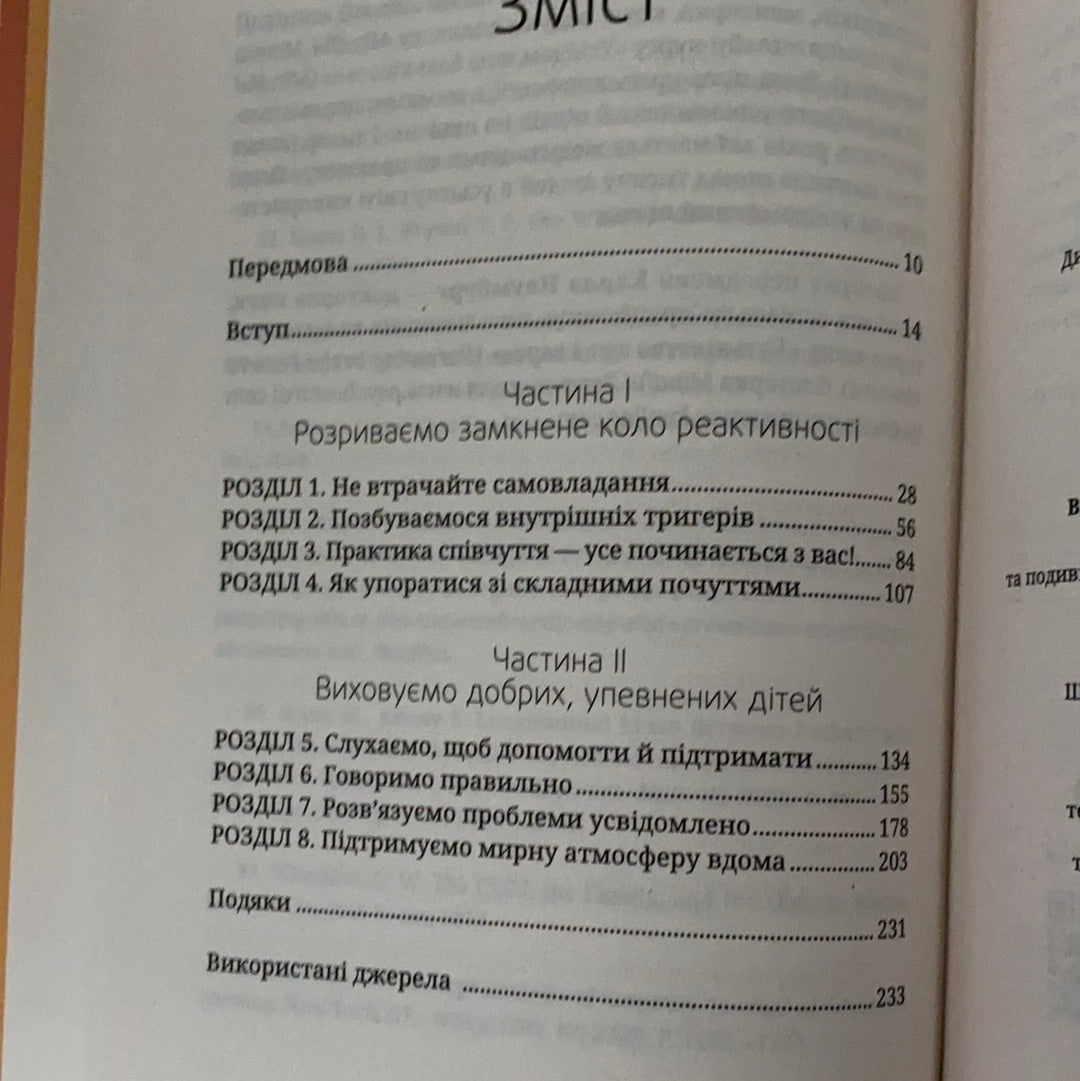 ЗМІСТ
Передмова ........ 10
Вступ ........ 14
Частина I
Розриваємо замкнене коло реактивності
РОЗДІЛ 1. Не втрачайте самовладання ........ 28
РОЗДІЛ 2. Позбуваємося внутрішніх тригерів ........ 56
РОЗДІЛ 3. Практика співчуття — усе починається з вас! ........ 84
РОЗДІЛ 4. Як упоратися зі складними почуттями ........ 107
Частина II
Виховуємо добрих, упевнених дітей
РОЗДІЛ 5. Слухаємо, щоб допомогти й підтримати ........ 134
РОЗДІЛ 6. Говоримо правильно ........ 155
РОЗДІЛ 7. Розв’язуємо проблеми усвідомлено ........ 178
РОЗДІЛ 8. Підтримуємо мирну атмосферу вдома ........ 203
Подяки ........ 231
Використані джерела ........ 233
та